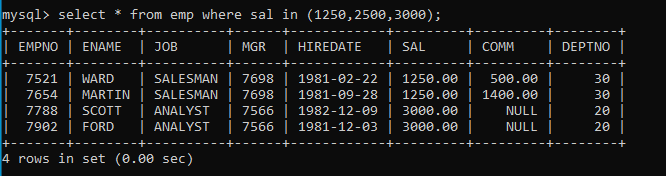 mysql> select * from emp where sal in (1250,2500,3000);
+-------+--------+----------+------+------------+---------+---------+--------+
| EMPNO | ENAME  | JOB      | MGR  | HIREDATE   | SAL     | COMM    | DEPTNO |
+-------+--------+----------+------+------------+---------+---------+--------+
|  7521 | WARD   | SALESMAN | 7698 | 1981-02-22 | 1250.00 |  500.00 |     30 |
|  7654 | MARTIN | SALESMAN | 7698 | 1981-09-28 | 1250.00 | 1400.00 |     30 |
|  7788 | SCOTT  | ANALYST  | 7566 | 1982-12-09 | 3000.00 |    NULL |     20 |
|  7902 | FORD   | ANALYST  | 7566 | 1981-12-03 | 3000.00 |    NULL |     20 |
+-------+--------+----------+------+------------+---------+---------+--------+
4 rows in set (0.00 sec)